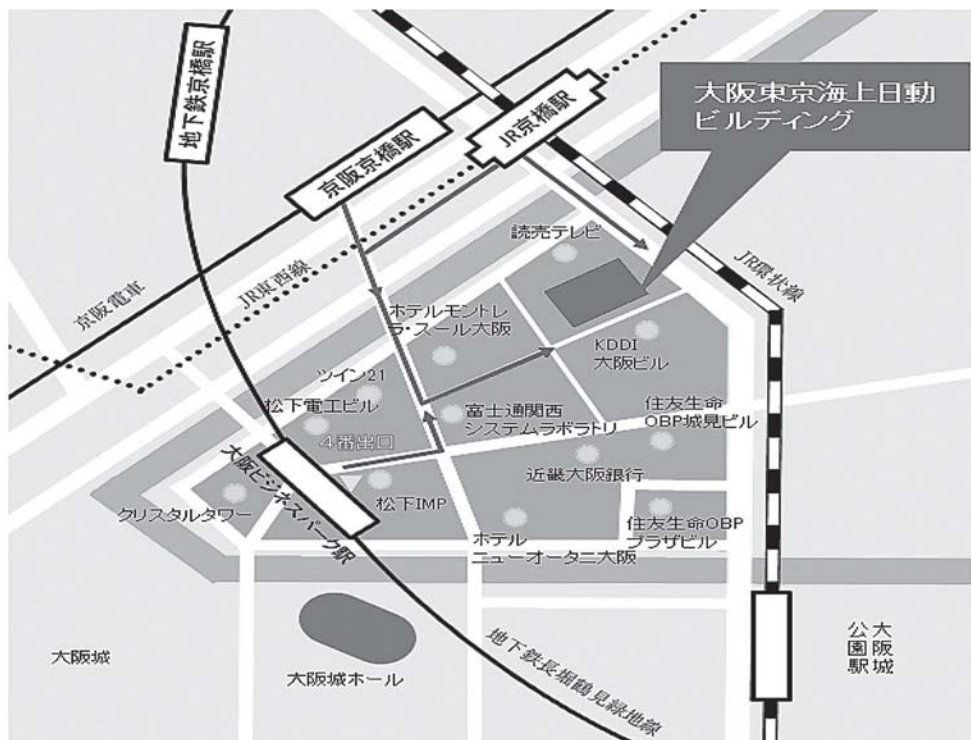 地下鉄京橋駅
京阪京橋駅
JR京橋駅
大阪東京海上日動
ビルディング
京阪電車
JR東西線
JR環状線
読売テレビ
ホテルモントレ
ラ・スール大阪
KDDI
大阪ビル
ツイン21
松下電工ビル
富士通関西
システムラボラトリ
住友生命
OBP城見ビル
4番出口
大阪ビジネスパーク駅
クリスタルタワー
松下IMP
近畿大阪銀行
ホテル
ニューオータニ大阪
住友生命OBP
プラザビル
大阪城
大阪城ホール
地下鉄長堀鶴見緑地線
大阪城
公園駅